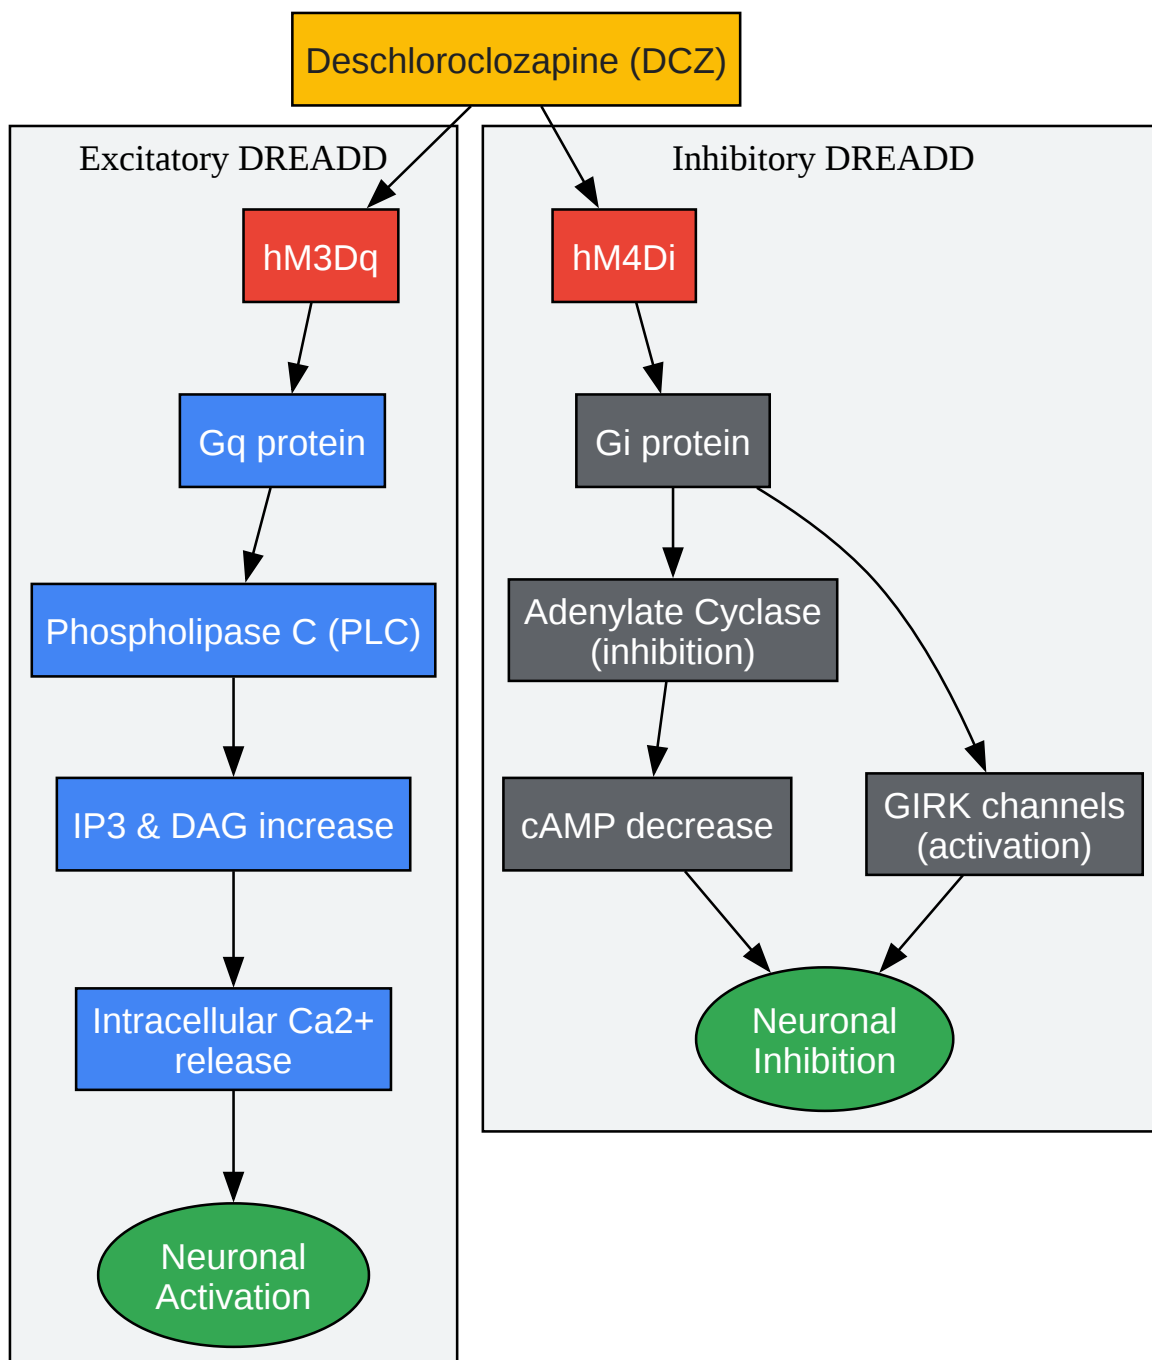 Deschloroclozapine (DCZ)
Excitatory DREADD
hM3Dq
Gq protein
Phospholipase C (PLC)
IP3 & DAG increase
Intracellular Ca2+
release
Neuronal
Activation
Inhibitory DREADD
hM4Di
Gi protein
Adenylate Cyclase
(inhibition)
cAMP decrease
GIRK channels
(activation)
Neuronal
Inhibition